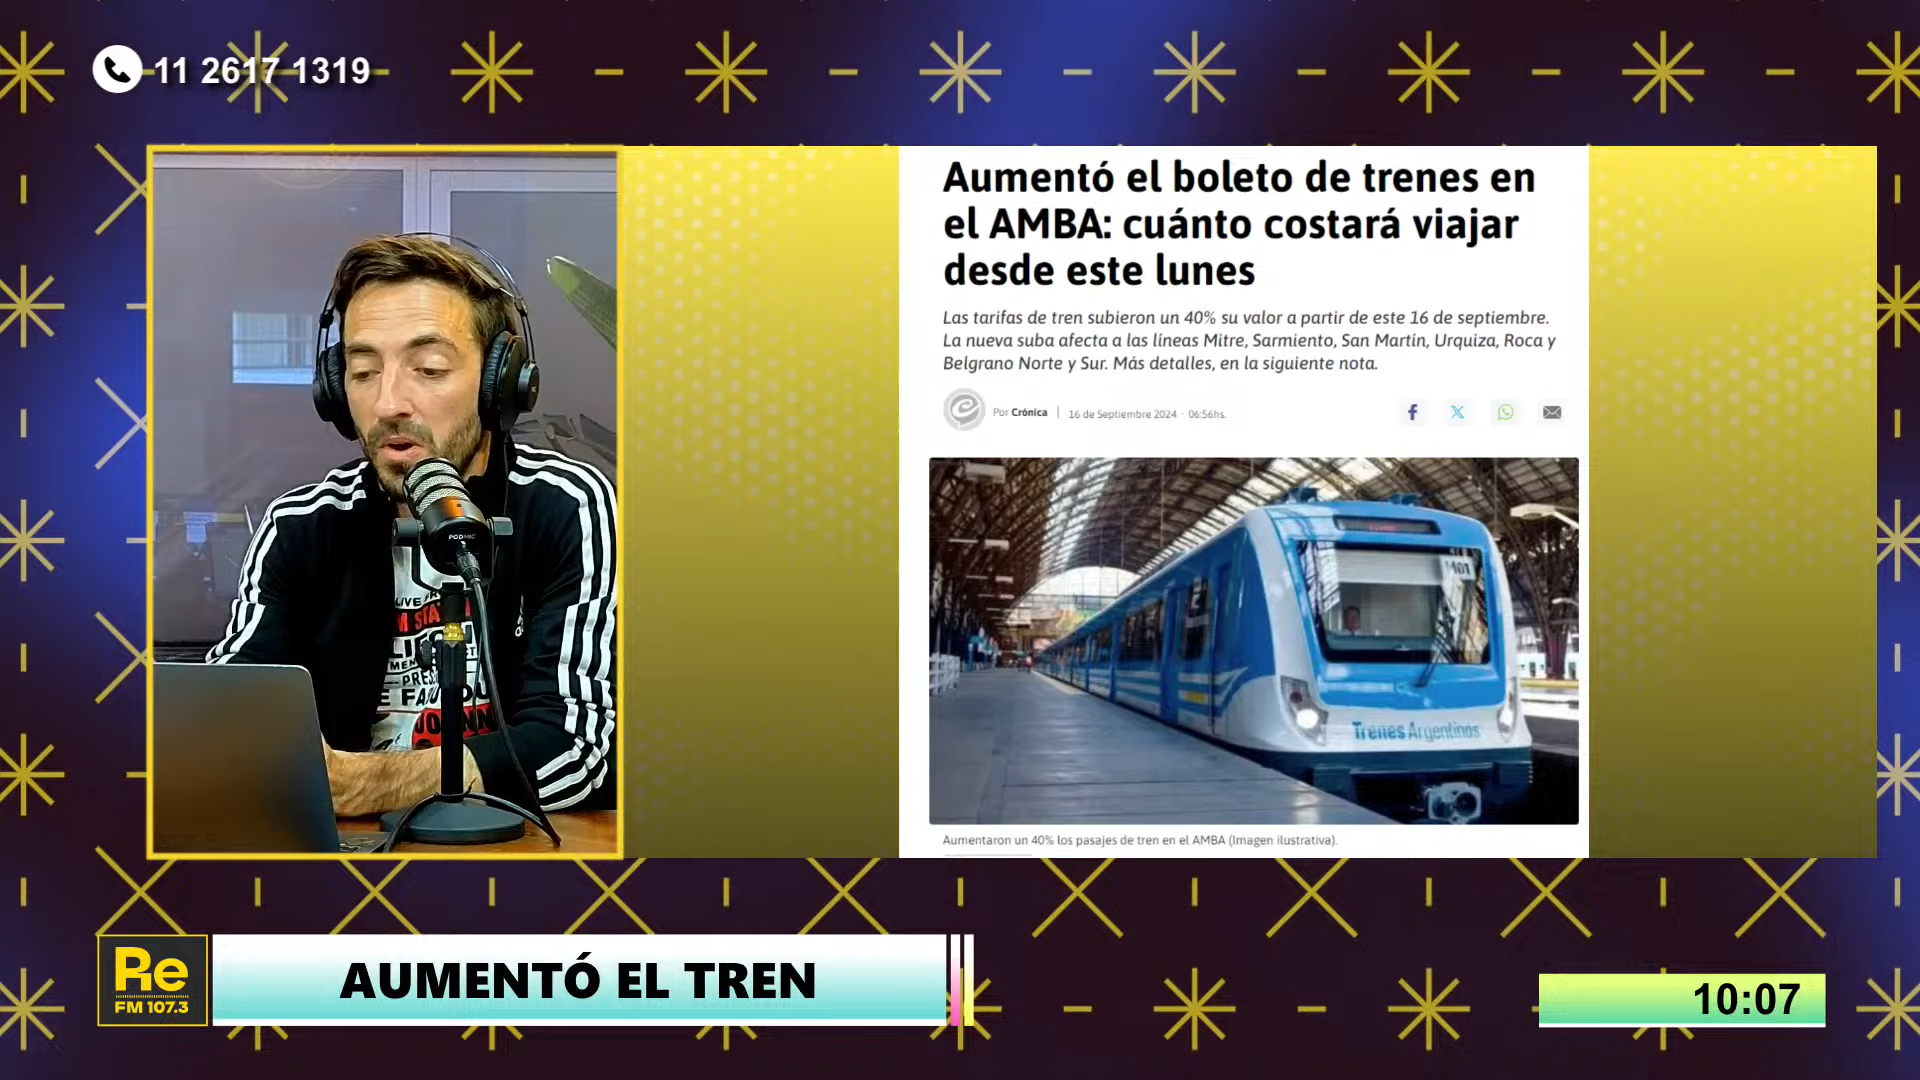 11 2617 1319
Aumentó el boleto de trenes en
el AMBA: cuánto costará viajar
desde este lunes
Las tarifas de tren subieron un 40% su valor a partir de este 16 de septiembre.
La nueva suba afecta a las líneas Mitre, Sarmiento, San Martín, Urquiza, Roca y
Belgrano Norte y Sur. Más detalles, en la siguiente nota.
Por Crónica | 16 de Septiembre 2024 · 06:56hs.
Trenes Argentinos
Aumentaron un 40% los pasajes de tren en el AMBA (Imagen ilustrativa).
PODMIC
Re
FM 107.3
AUMENTÓ EL TREN
10:07